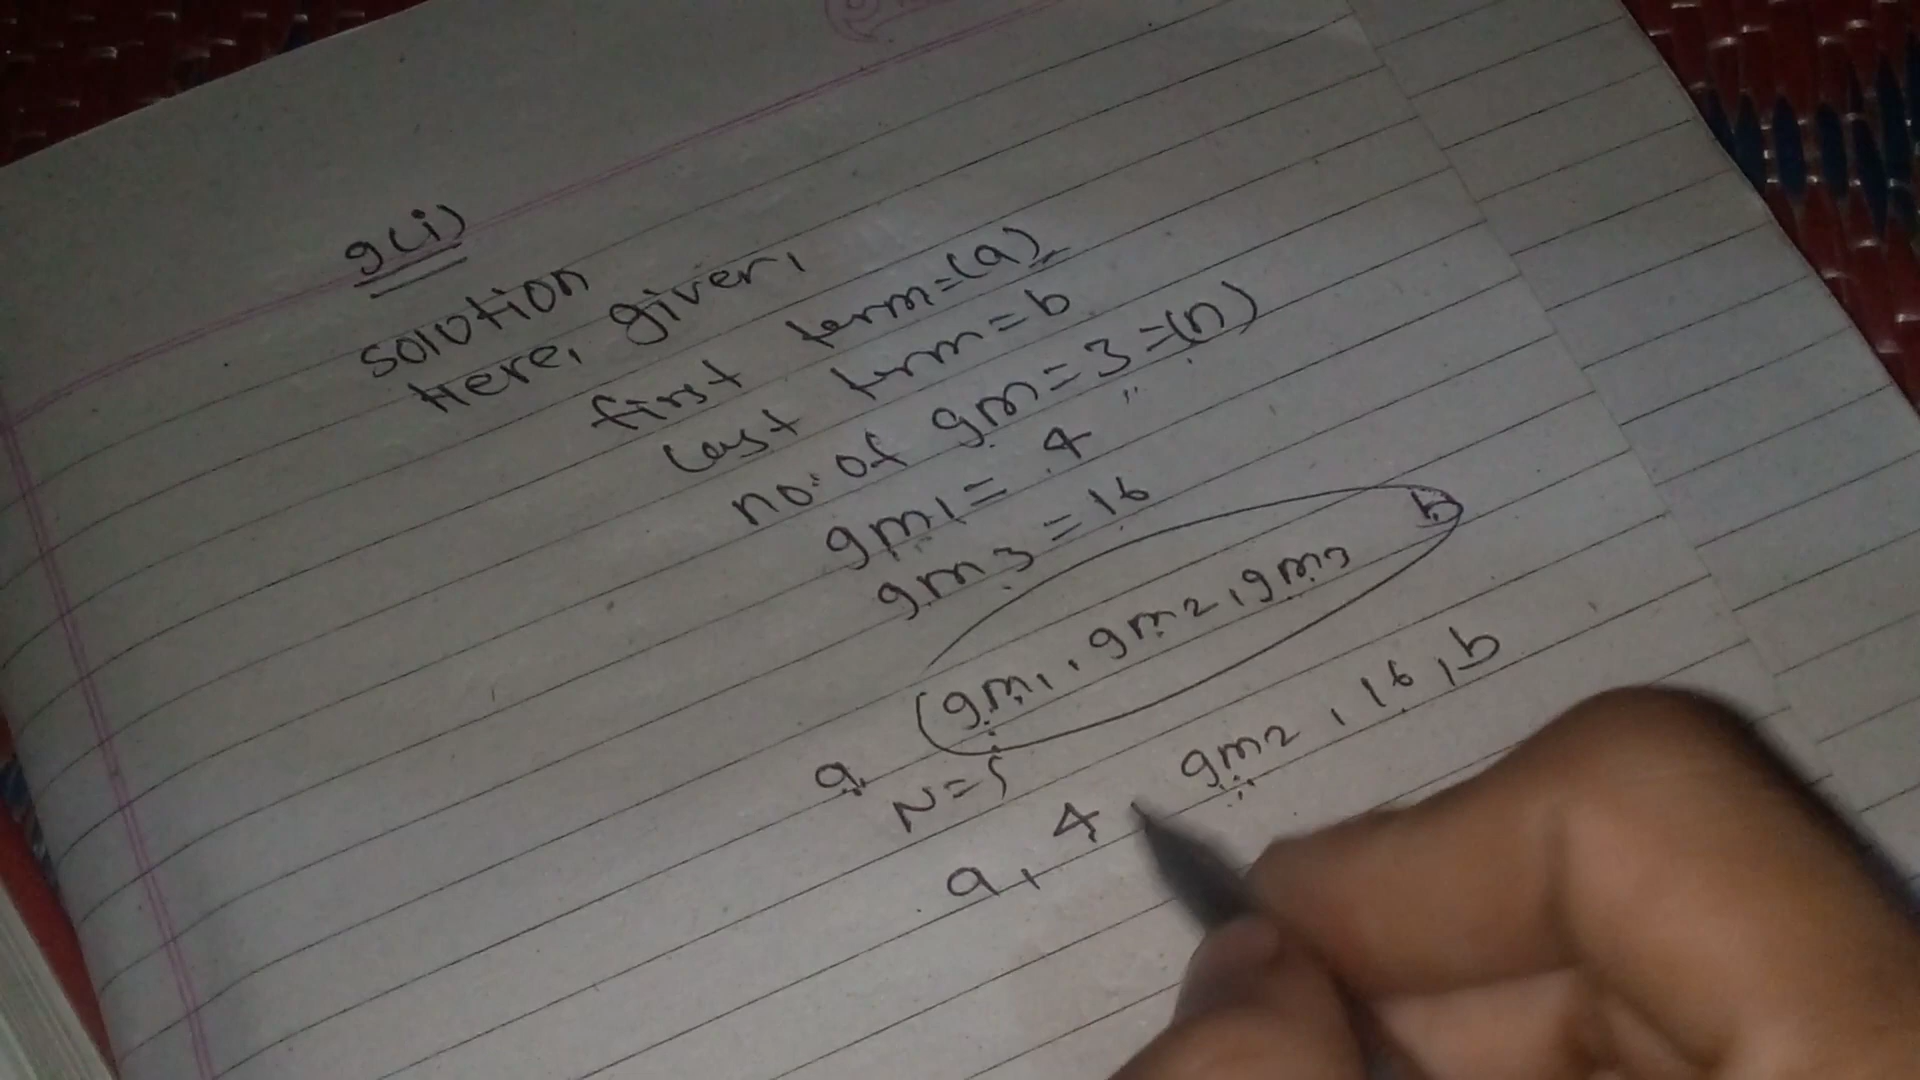 9(i)
solution
Here, given,
first term=(a)
last term=b
no. of gm=3=(n)
gm1= 4
gm3=16
a (gm1, gm2, gm3 b
N=5
a, 4, gm2, 16, b